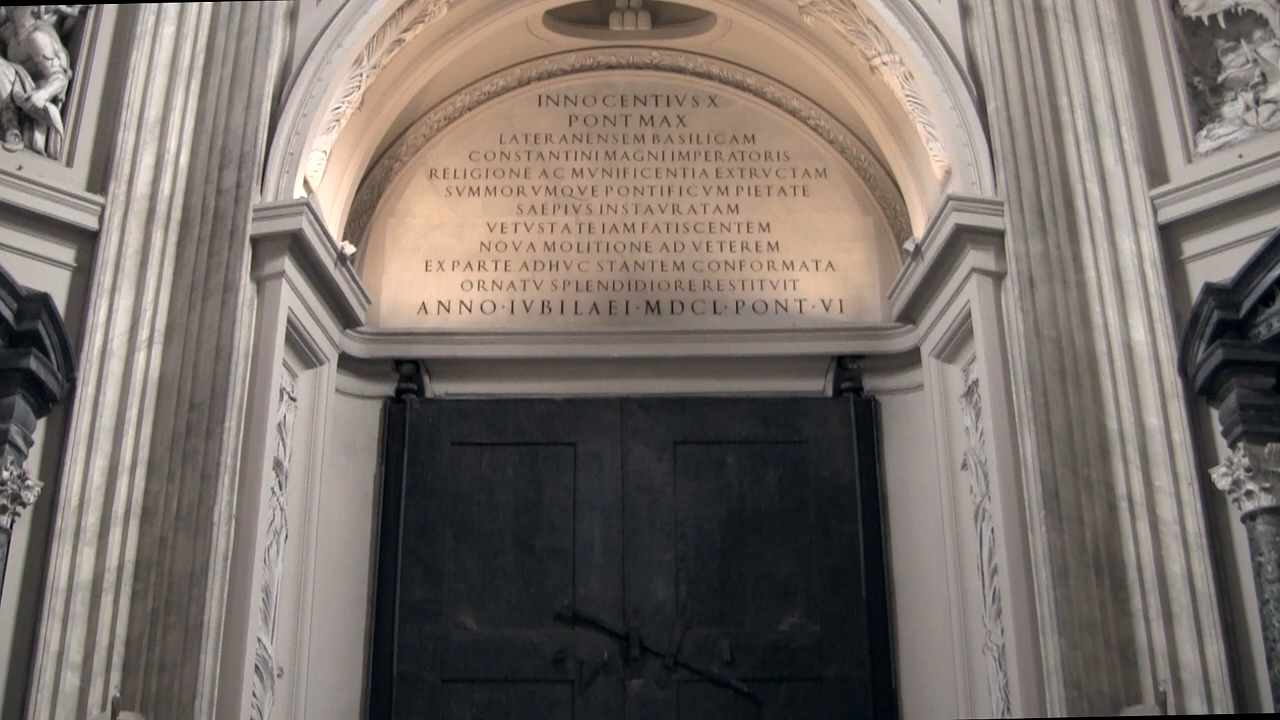 INNOCENTIVS X
PONT MAX
LATERANENSEM BASILICAM
CONSTANTINI MAGNI IMPERATORIS
RELIGIONE AC MVNIFICENTIA EXTRVCTAM
SVMMORVMQVE PONTIFICVM PIETATE
SAEPIVS INSTAVRATAM
VETVSTATE IAM FATISCENTEM
NOVA MOLITIONE AD VETEREM
EX PARTE ADHVC STANTEM CONFORMATA
ORNATV SPLENDIDIORE RESTITVIT
ANNO·IVBILAEI·MDCL·PONT·VI